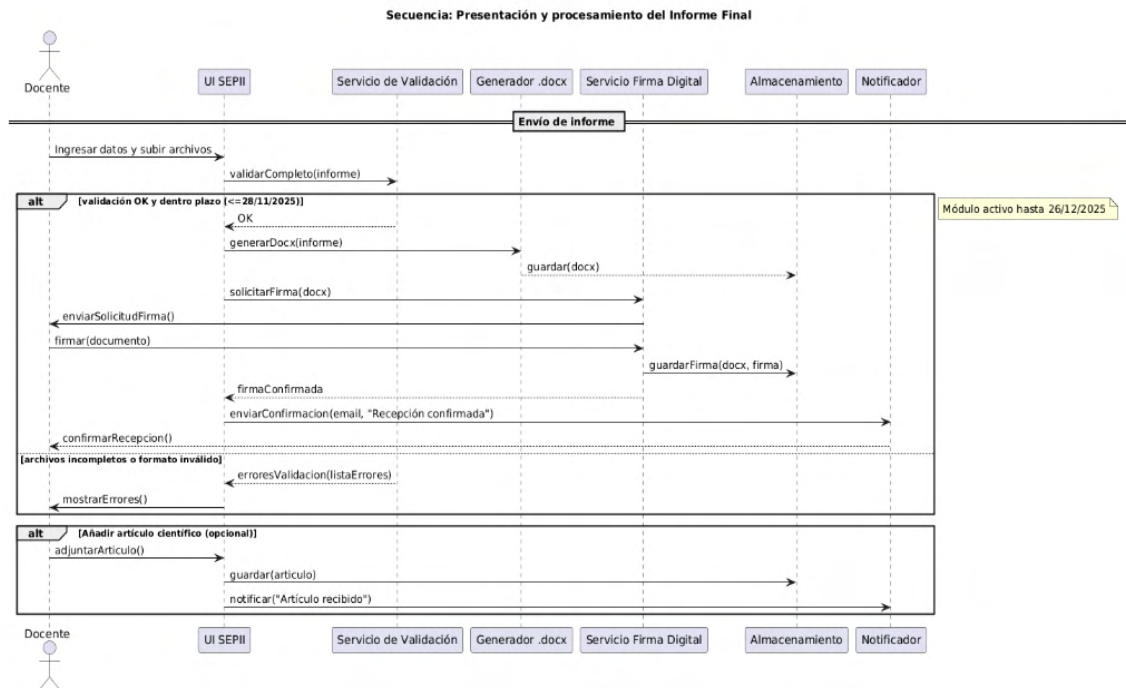 Secuencia: Presentación y procesamiento del Informe Final
Docente
UI SEPII
Servicio de Validación
Generador .docx
Servicio Firma Digital
Almacenamiento
Notificador
Envío de informe
Ingresar datos y subir archivos
validarCompleto(informe)
alt
[validación OK y dentro plazo (<=28/11/2025)]
Módulo activo hasta 26/12/2025
OK
generarDocx(informe)
guardar(docx)
solicitarFirma(docx)
enviarSolicitudFirma()
firmar(documento)
guardarFirma(docx, firma)
firmaConfirmada
enviarConfirmacion(email, "Recepción confirmada")
confirmarRecepcion()
[archivos incompletos o formato inválido]
erroresValidacion(listaErrores)
mostrarErrores()
alt
[Añadir artículo científico (opcional)]
adjuntarArticulo()
guardar(articulo)
notificar("Artículo recibido")
Docente
UI SEPII
Servicio de Validación
Generador .docx
Servicio Firma Digital
Almacenamiento
Notificador